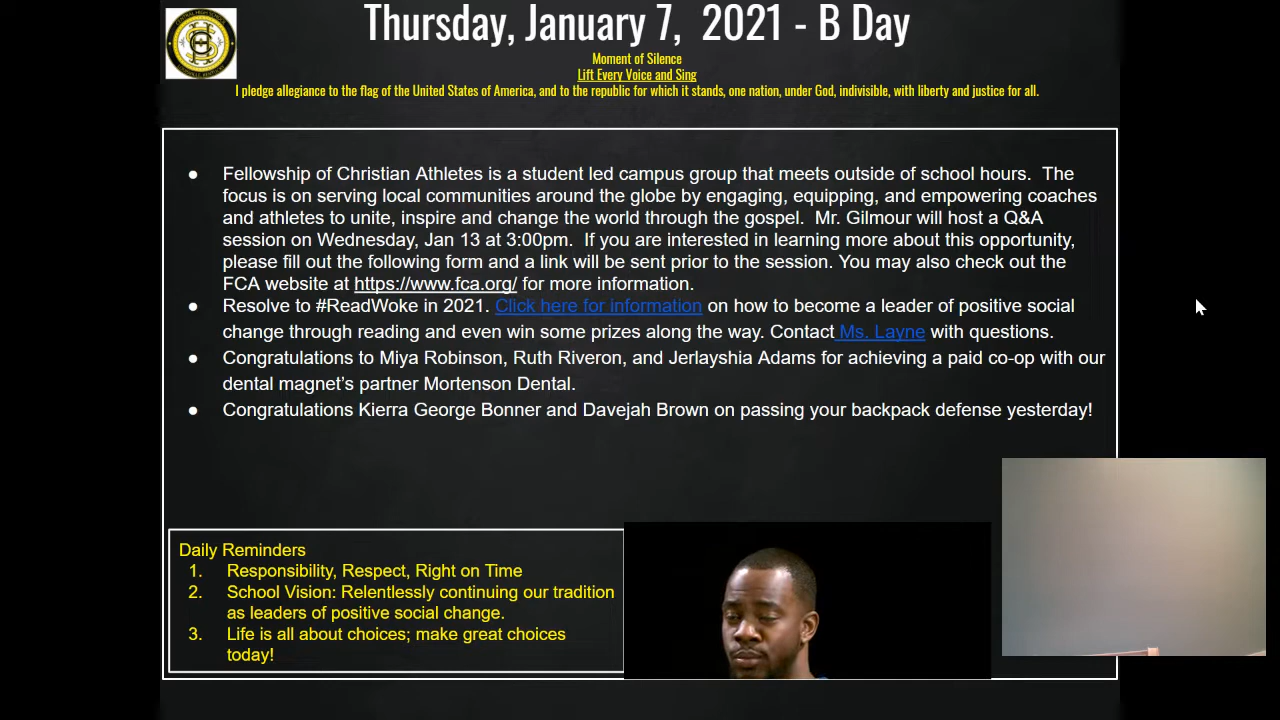 Thursday, January 7,  2021 - B Day
Moment of Silence
Lift Every Voice and Sing
I pledge allegiance to the flag of the United States of America, and to the republic for which it stands, one nation, under God, indivisible, with liberty and justice for all.
● Fellowship of Christian Athletes is a student led campus group that meets outside of school hours.  The
focus is on serving local communities around the globe by engaging, equipping, and empowering coaches
and athletes to unite, inspire and change the world through the gospel.  Mr. Gilmour will host a Q&A
session on Wednesday, Jan 13 at 3:00pm.  If you are interested in learning more about this opportunity,
please fill out the following form and a link will be sent prior to the session. You may also check out the
FCA website at https://www.fca.org/ for more information.
● Resolve to #ReadWoke in 2021. Click here for information on how to become a leader of positive social
change through reading and even win some prizes along the way. Contact Ms. Layne with questions.
● Congratulations to Miya Robinson, Ruth Riveron, and Jerlayshia Adams for achieving a paid co-op with our
dental magnet’s partner Mortenson Dental.
● Congratulations Kierra George Bonner and Davejah Brown on passing your backpack defense yesterday!
Daily Reminders
1. Responsibility, Respect, Right on Time
2. School Vision: Relentlessly continuing our tradition
as leaders of positive social change.
3. Life is all about choices; make great choices
today!